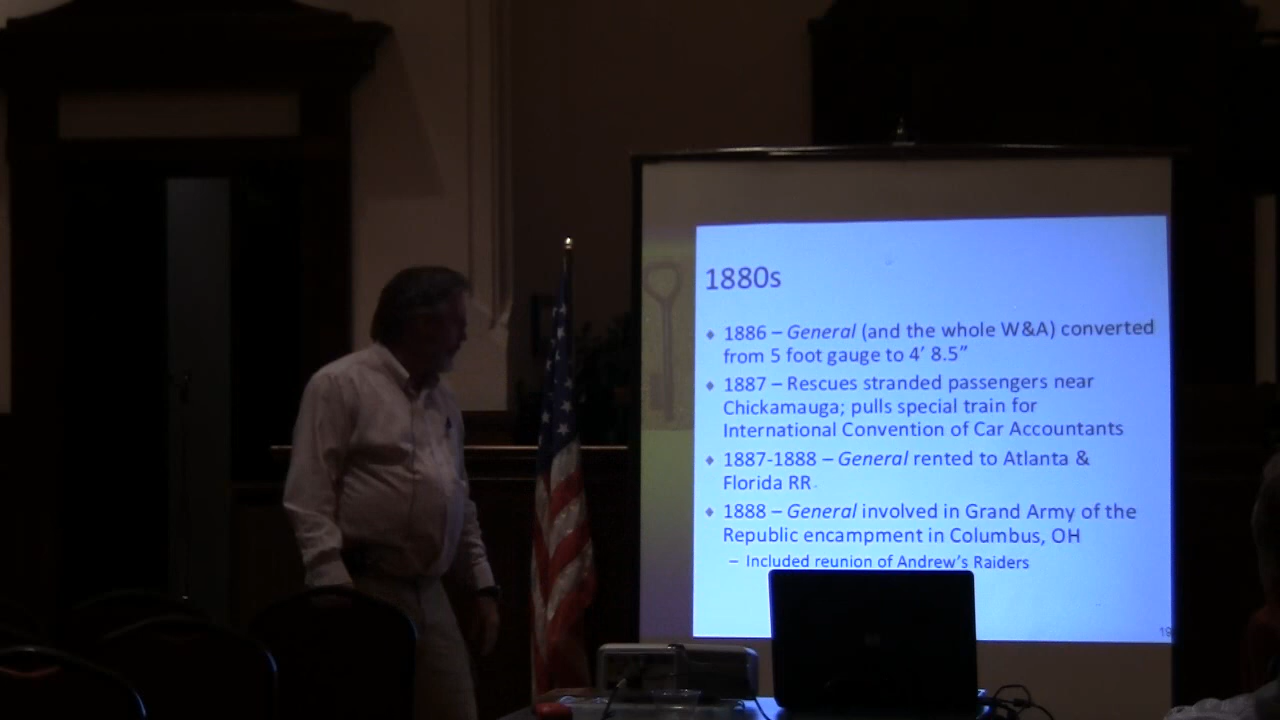 1880s
♦ 1886 – General (and the whole W&A) converted
from 5 foot gauge to 4’ 8.5”
♦ 1887 – Rescues stranded passengers near
Chickamauga; pulls special train for
International Convention of Car Accountants
♦ 1887-1888 – General rented to Atlanta &
Florida RR
♦ 1888 – General involved in Grand Army of the
Republic encampment in Columbus, OH
– Included reunion of Andrew’s Raiders